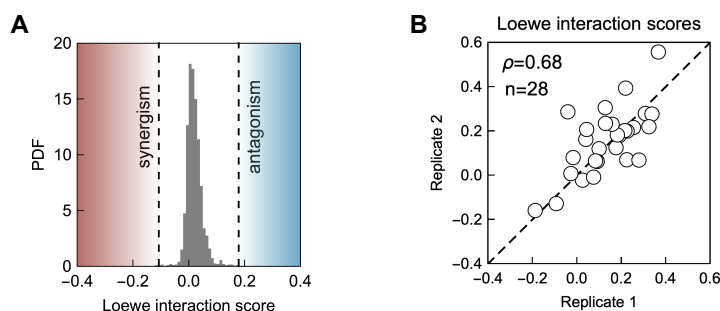 A
20
15
10
5
0
PDF
synergism
antagonism
−0.4
−0.2
0.0
0.2
0.4
Loewe interaction score
B
Loewe interaction scores
ρ=0.68
n=28
0.6
0.4
0.2
0.0
−0.2
−0.4
Replicate 2
−0.4
−0.2
0.0
0.2
0.4
0.6
Replicate 1